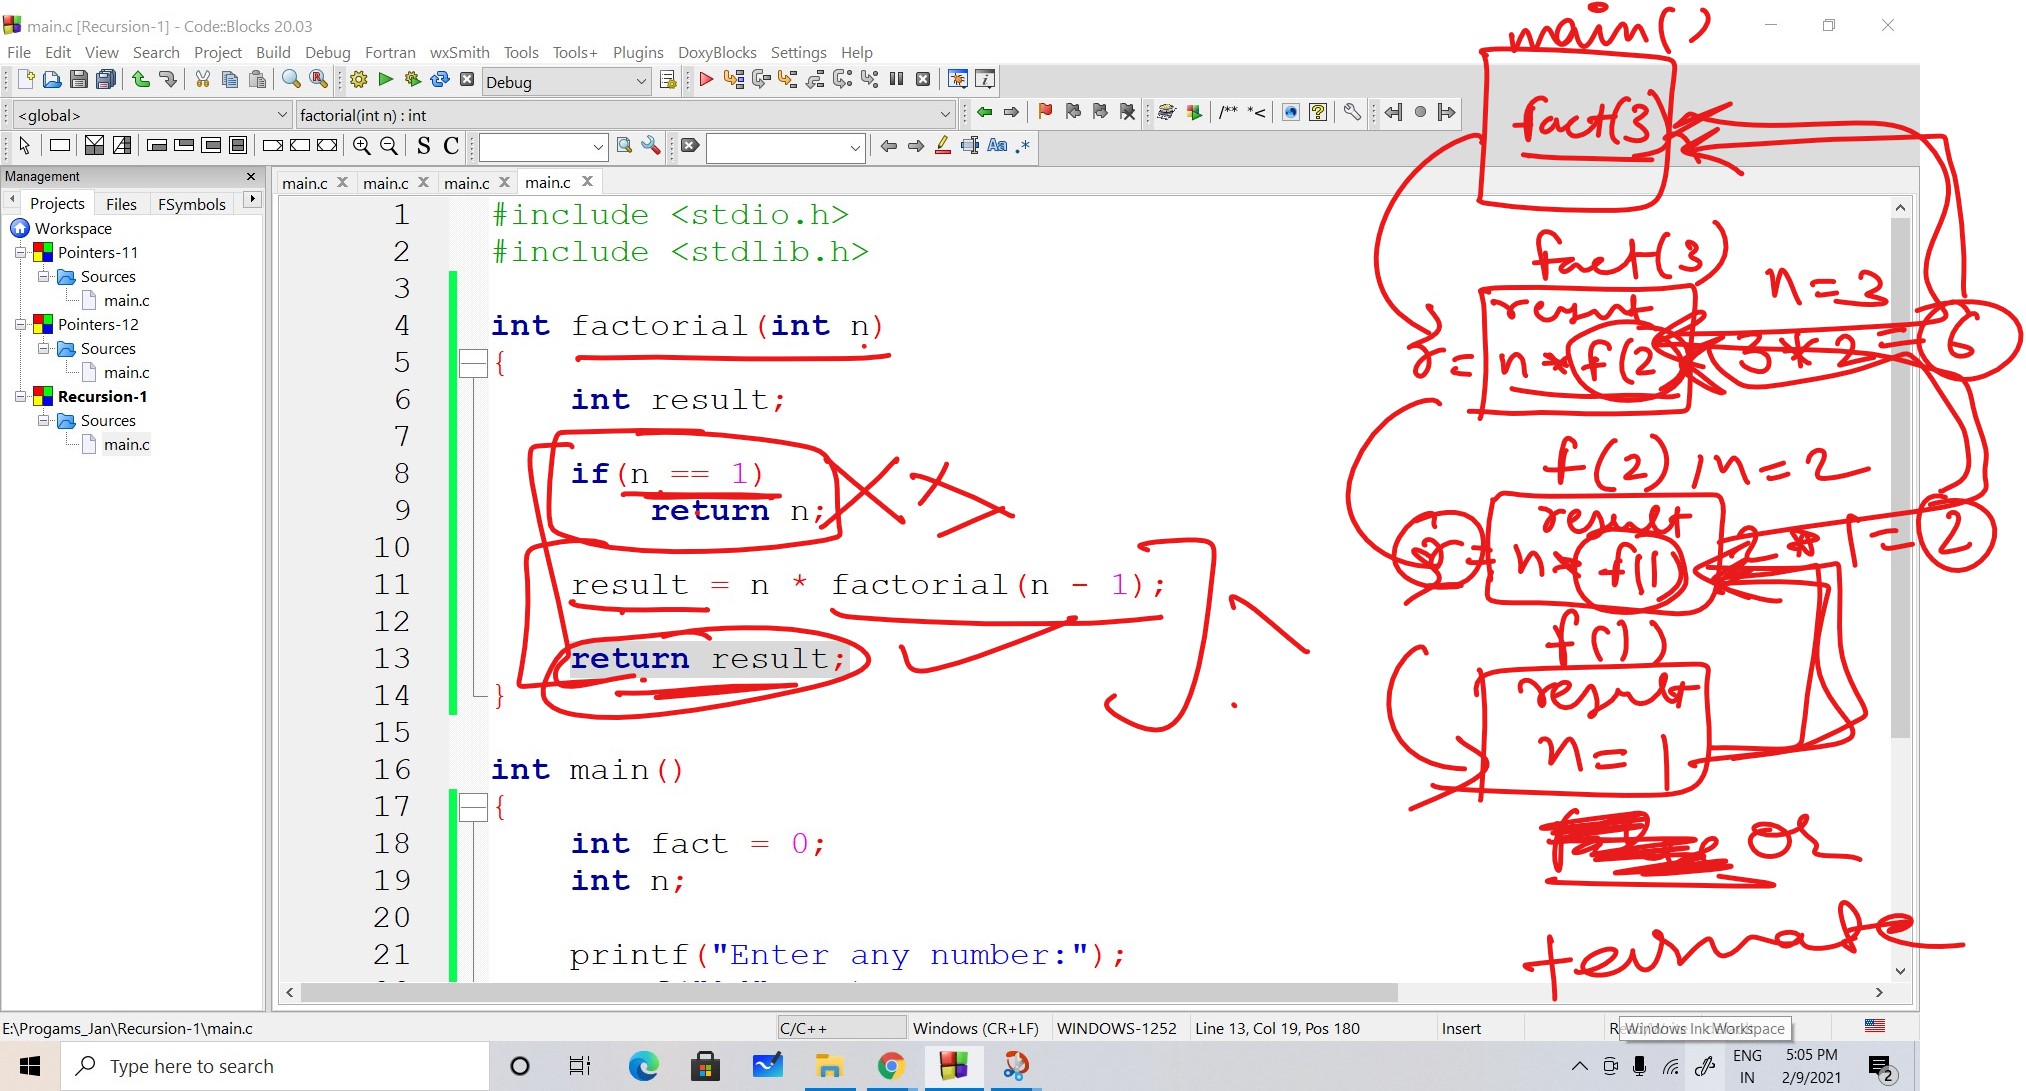 main.c [Recursion-1] - Code::Blocks 20.03
File Edit View Search Project Build Debug Fortran wxSmith Tools Tools+ Plugins DoxyBlocks Settings Help
Debug
<global> factorial(int n) : int
/** *<
S C
Aa .*
Management
Projects Files FSymbols
Workspace
Pointers-11
Sources
main.c
Pointers-12
Sources
main.c
Recursion-1
Sources
main.c
main.c main.c main.c main.c
1 #include <stdio.h>
2 #include <stdlib.h>
3
4 int factorial(int n)
5 {
6 int result;
7
8 if(n == 1)
9 return n;
10
11 result = n * factorial(n - 1);
12
13 return result;
14 }
15
16 int main()
17 {
18 int fact = 0;
19 int n;
20
21 printf("Enter any number:");
main()
fact(3)
fact(3)
n=3
result
r= n * f(2) 3*2 = 6
f(2), n=2
result
= n * f(1) 2 * 1 = 2
f(1)
result
n = 1
or
E:\Progams_Jan\Recursion-1\main.c C/C++ Windows (CR+LF) WINDOWS-1252 Line 13, Col 19, Pos 180 Insert
Windows Ink Workspace
Type here to search
ENG
IN
5:05 PM
2/9/2021
2